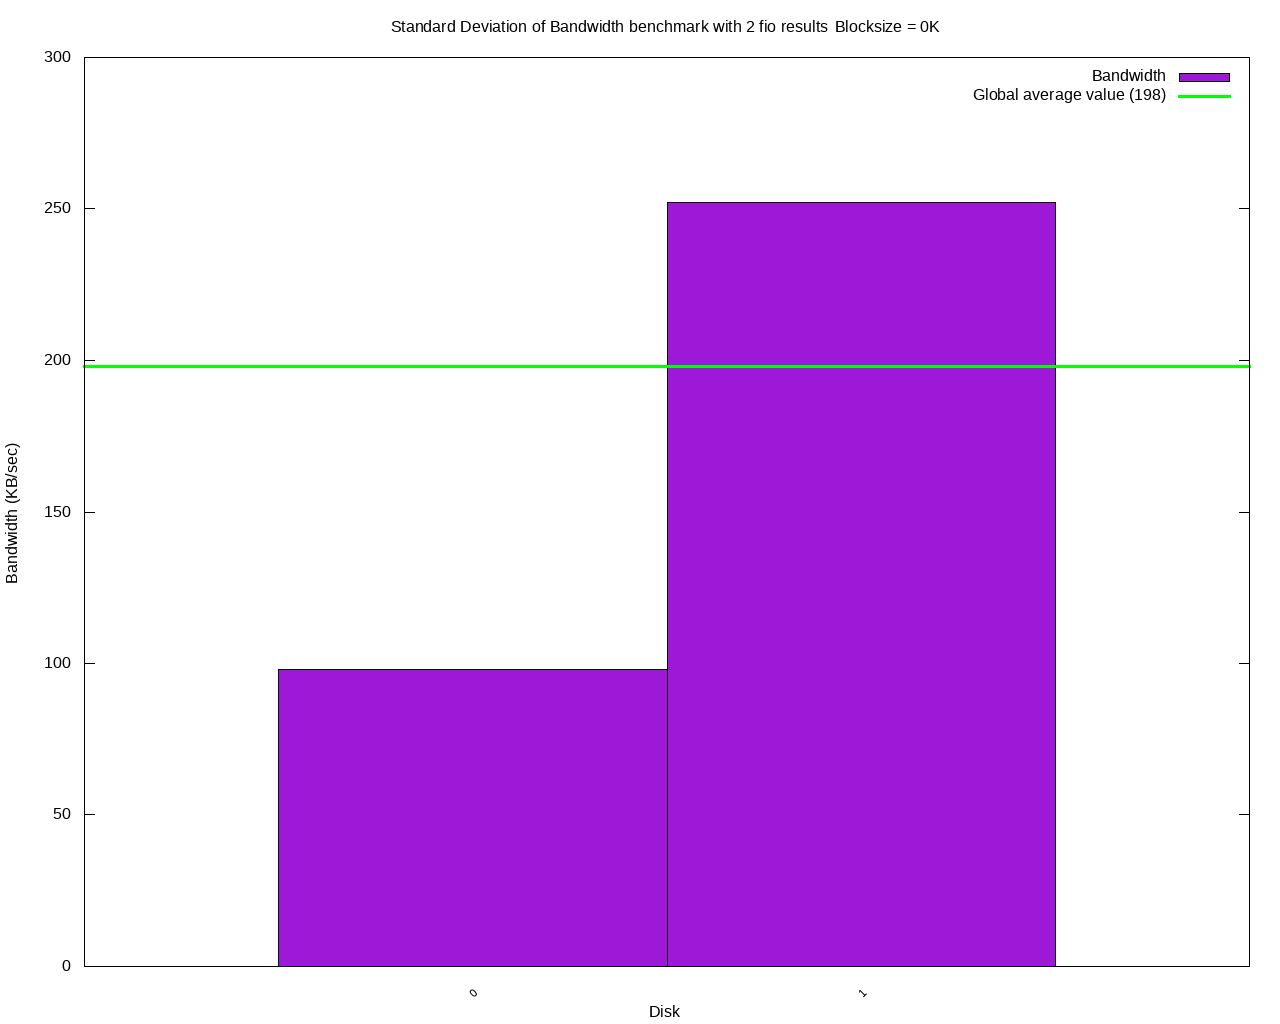 Standard Deviation of Bandwidth benchmark with 2 fio results Blocksize = 0K
Bandwidth
Global average value (198)
300
250
200
150
100
50
0
Bandwidth (KB/sec)
0
1
Disk